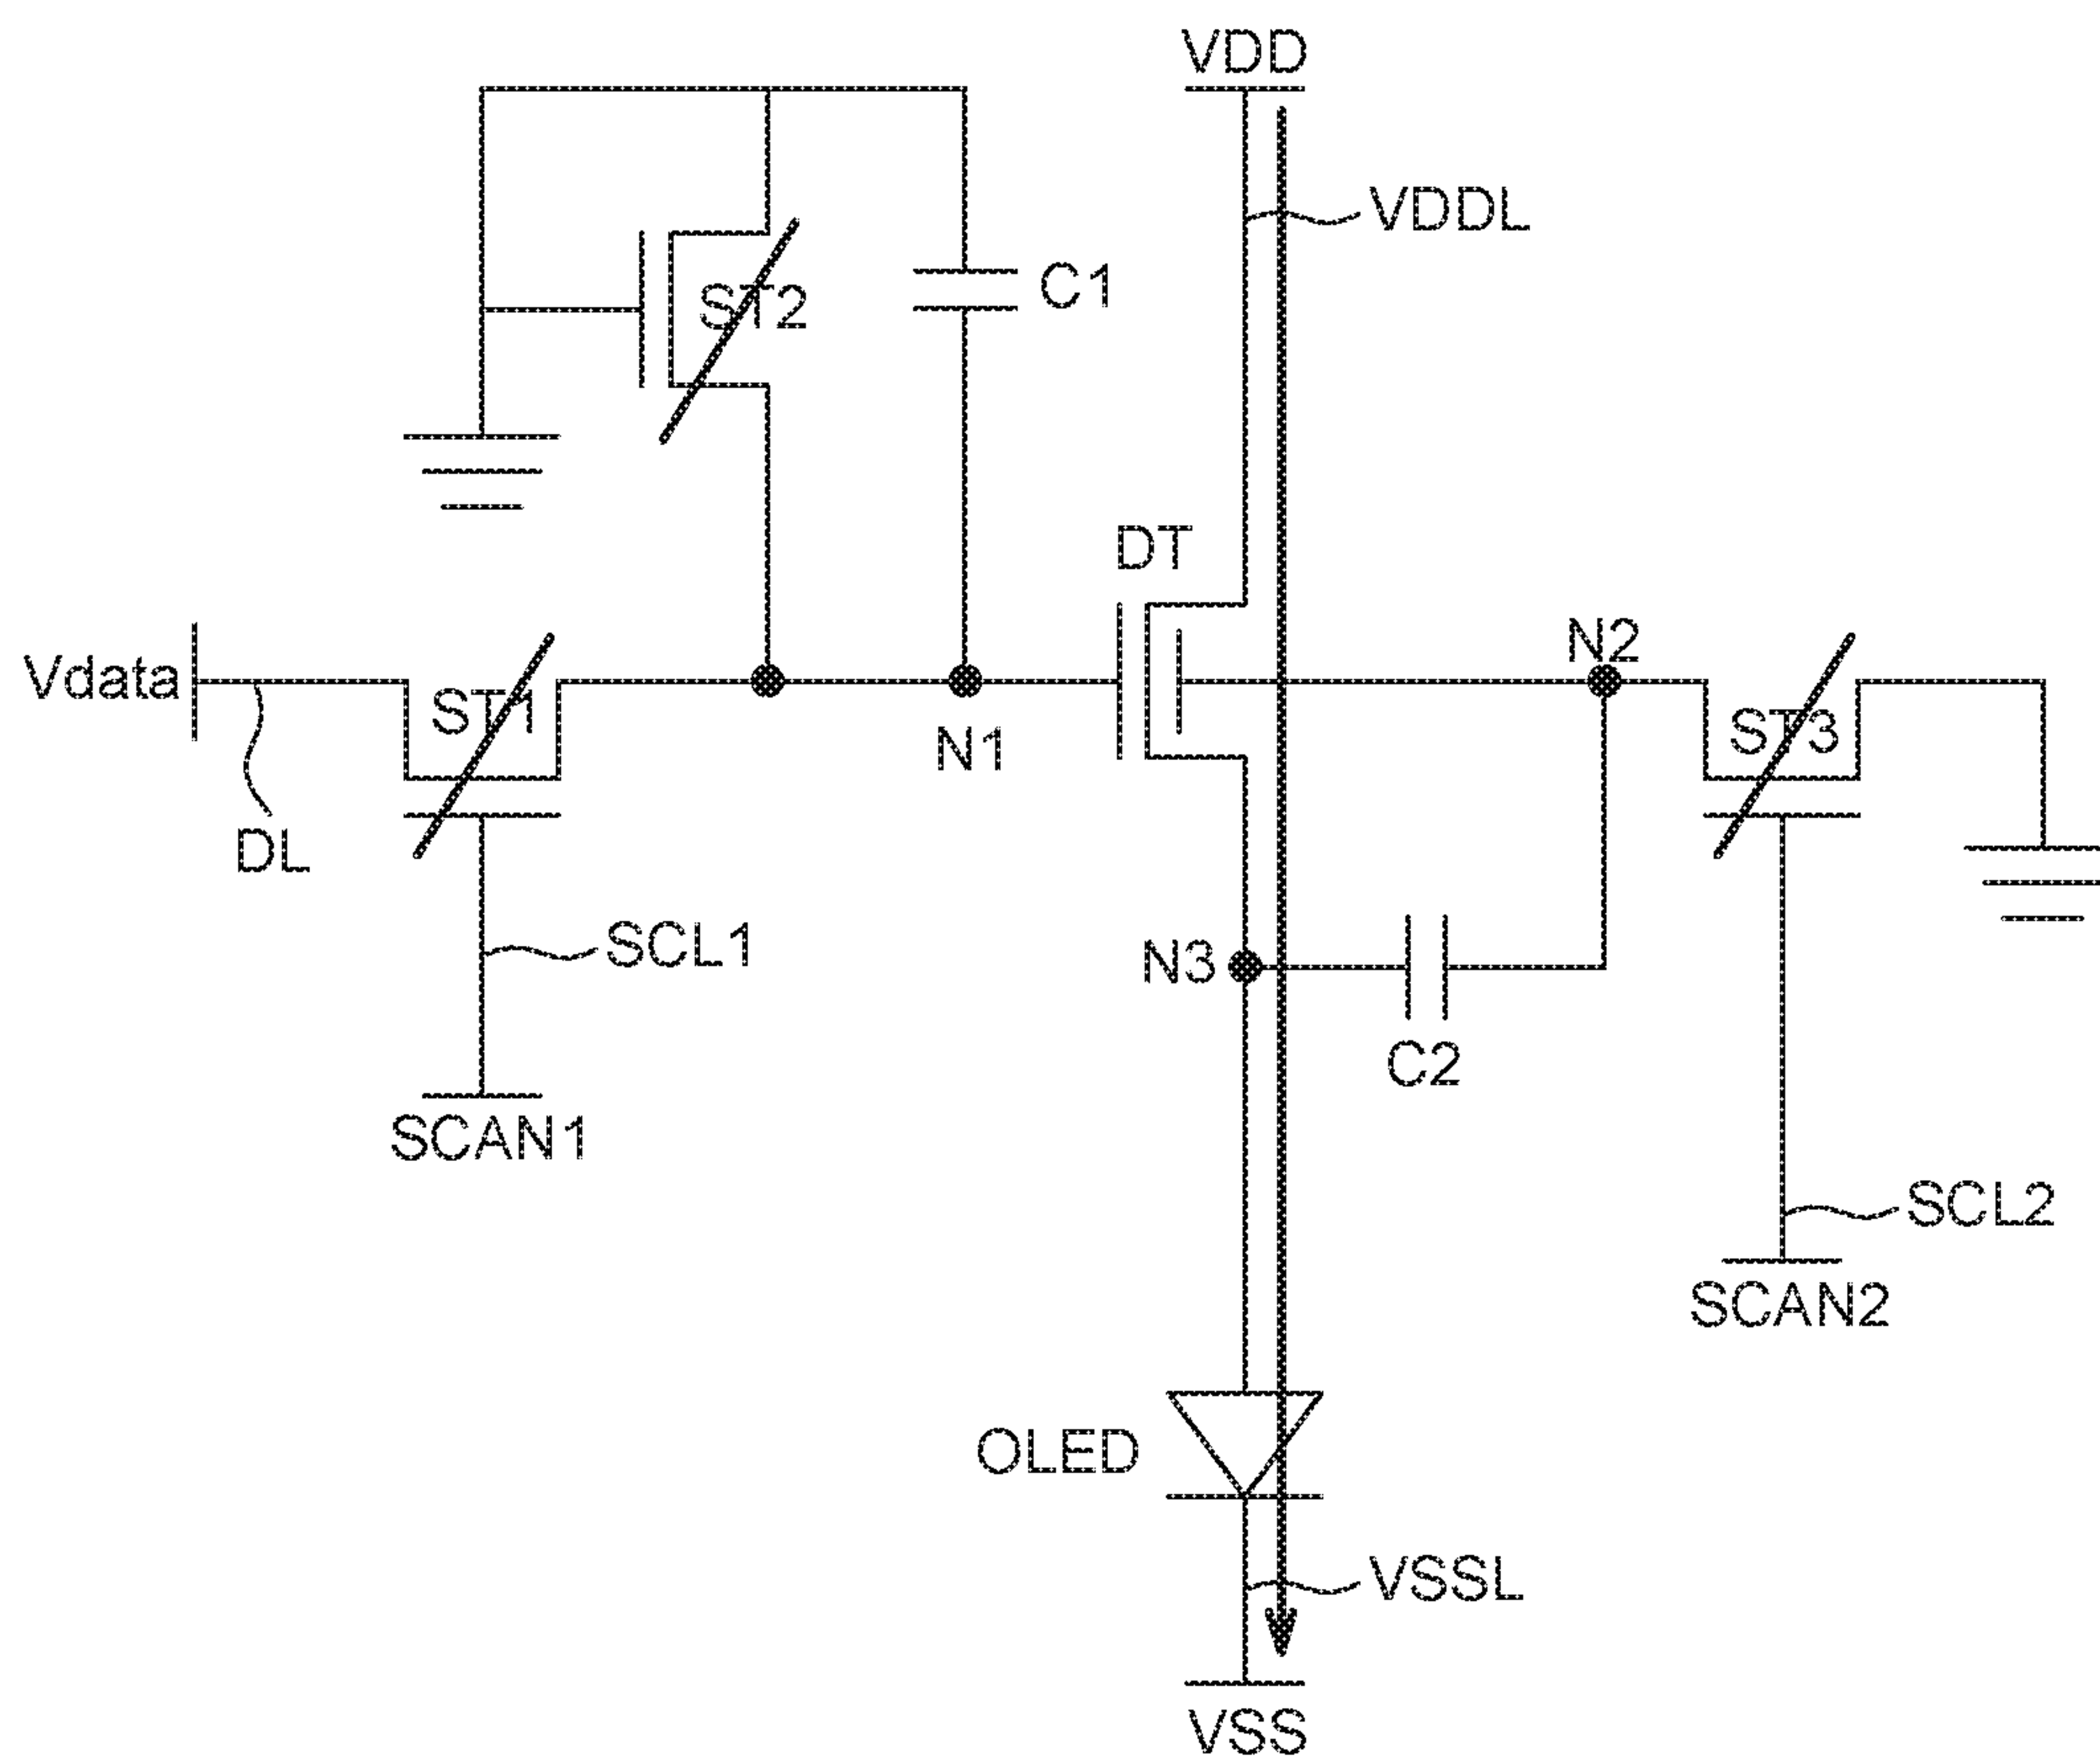 VDD
VDDL
ST2
C1
DT
N2
Vdata
ST1
N1
ST3
DL
SCL1
N3
C2
SCAN1
SCL2
SCAN2
OLED
VSSL
VSS